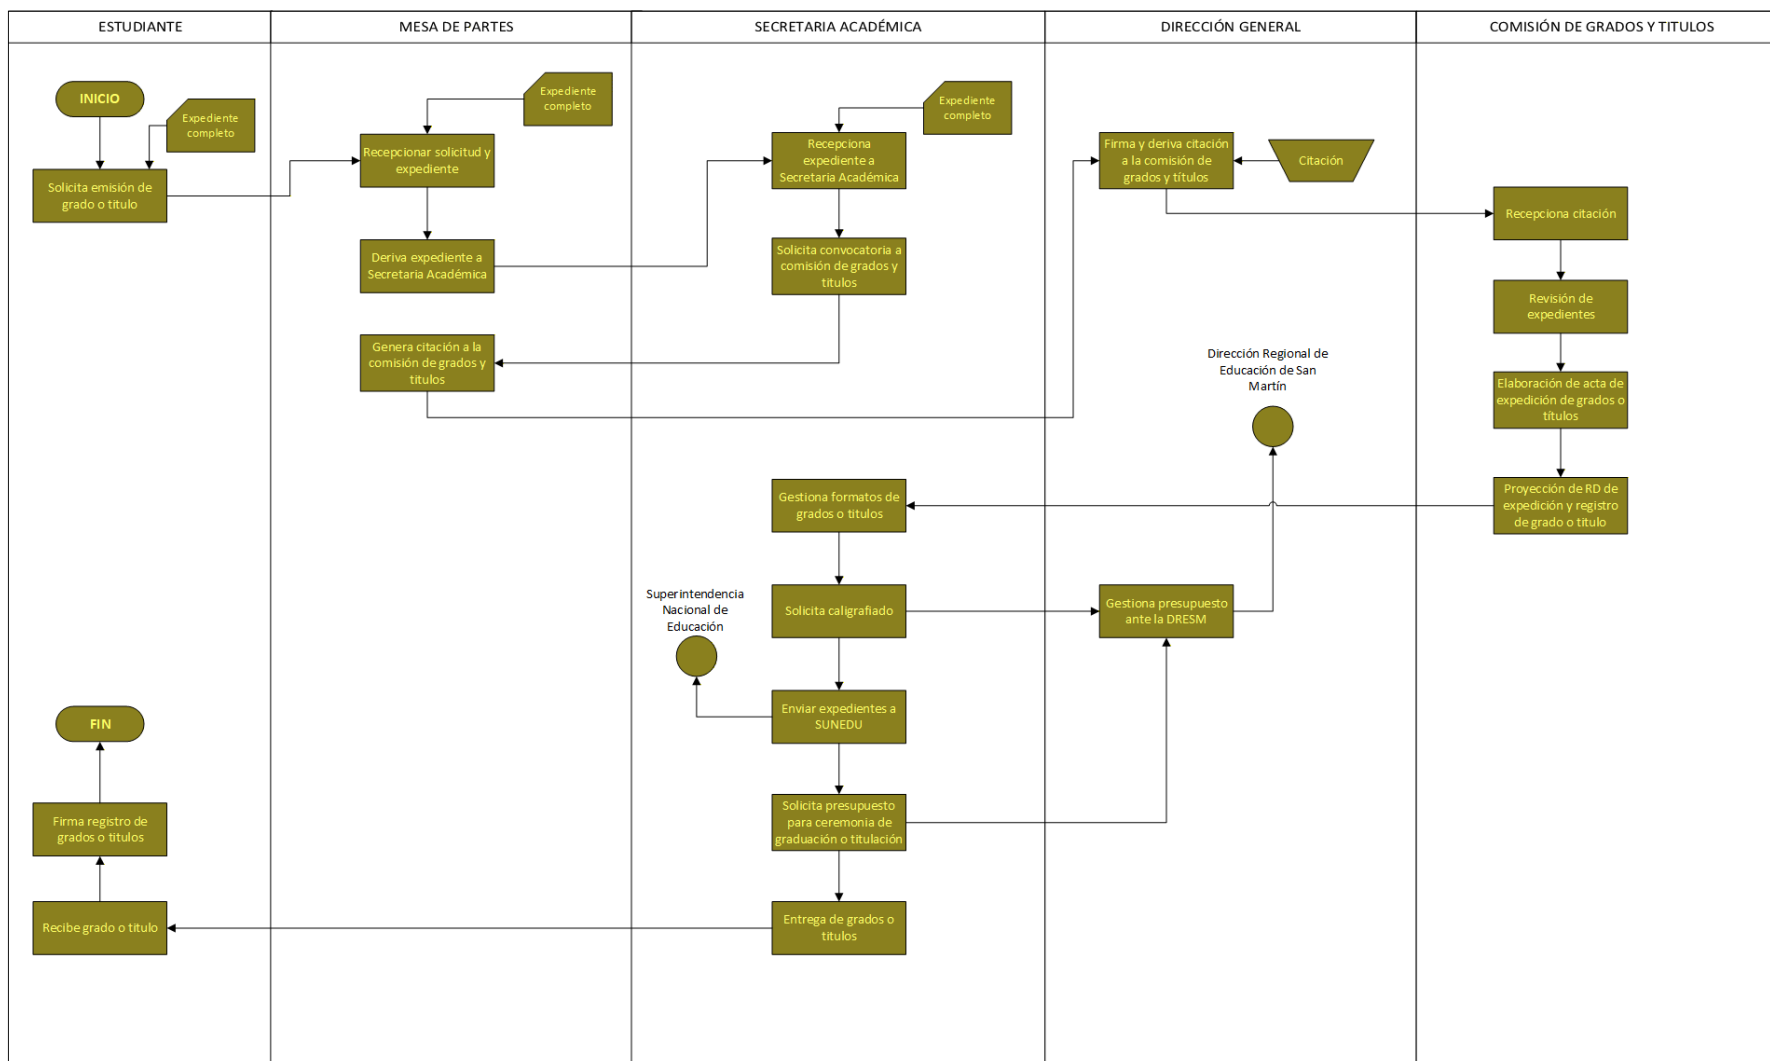 ESTUDIANTE
MESA DE PARTES
SECRETARIA ACADÉMICA
DIRECCIÓN GENERAL
COMISIÓN DE GRADOS Y TITULOS
INICIO
Expediente
completo
Solicita emisión de
grado o titulo
Expediente
completo
Recepcionar solicitud y
expediente
Deriva expediente a
Secretaria Académica
Genera citación a la
comisión de grados y
titulos
Expediente
completo
Recepciona
expediente a
Secretaria Académica
Solicita convocatoria a
comisión de grados y
titulos
Firma y deriva citación
a la comisión de
grados y títulos
Citación
Recepciona citación
Revisión de
expedientes
Elaboración de acta de
expedición de grados o
títulos
Proyección de RD de
expedición y registro
de grado o titulo
Dirección Regional de
Educación de San
Martín
Gestiona formatos de
grados o titulos
Solicita caligrafiado
Gestiona presupuesto
ante la DRESM
Superintendencia
Nacional de
Educación
Enviar expedientes a
SUNEDU
Solicita presupuesto
para ceremonia de
graduación o titulación
Entrega de grados o
titulos
Recibe grado o titulo
Firma registro de
grados o titulos
FIN